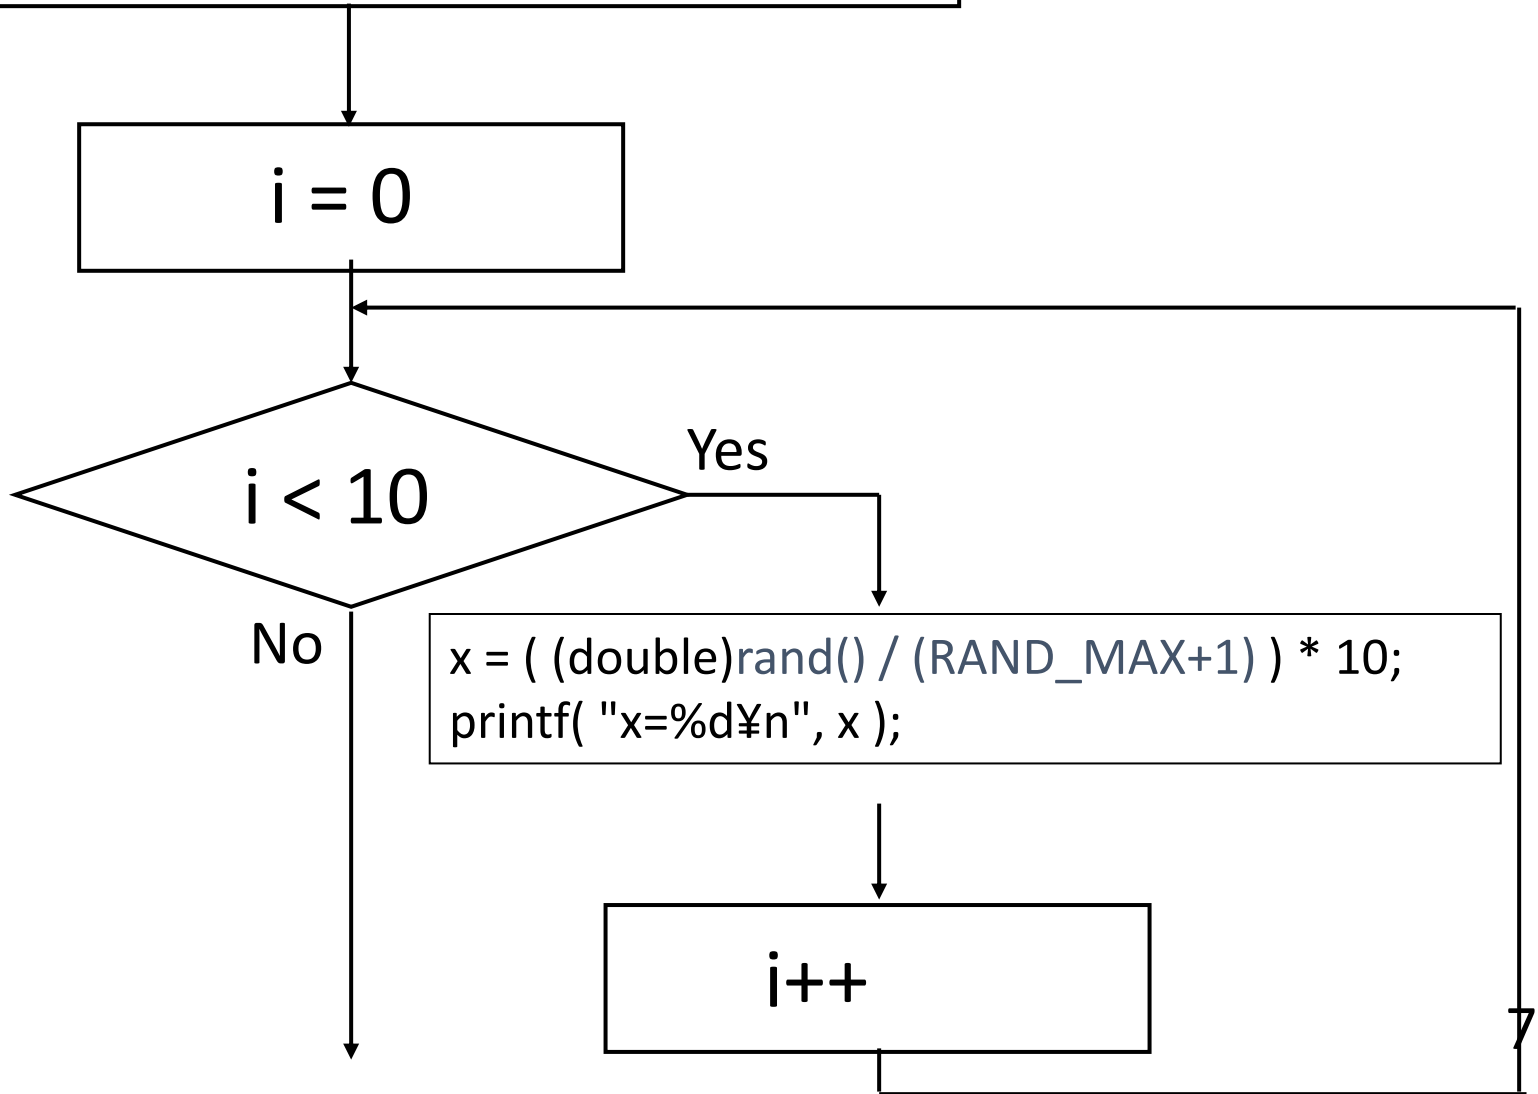 i = 0
Yes
i < 10
No
x = ( (double)rand() / (RAND_MAX+1) ) * 10;
printf( "x=%d¥n", x );
i++
7